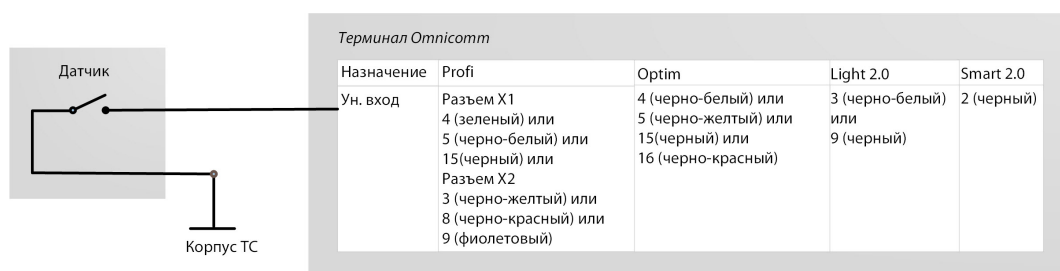 Терминал Omnicomm
Датчик
Назначение Profi Optim Light 2.0 Smart 2.0
Ун. вход
Разъем X1
4 (зеленый) или
5 (черно-белый) или
15(черный) или
Разъем X2
3 (черно-желтый) или
8 (черно-красный) или
9 (фиолетовый)
4 (черно-белый) или
5 (черно-желтый) или
15(черный) или
16 (черно-красный)
3 (черно-белый)
или
9 (черный)
2 (черный)
Корпус ТС